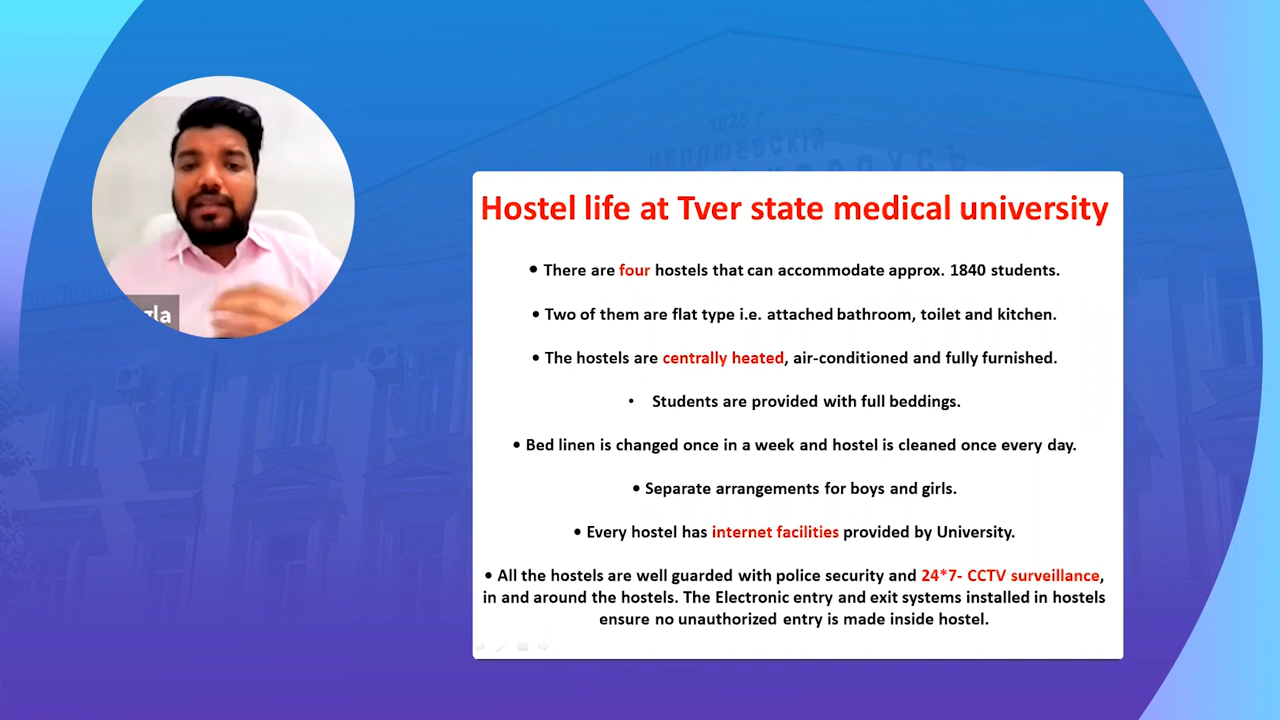 1825 г
НЕПЛЮЕВСКІЯ
КОРПУСЪ
gla
Hostel life at Tver state medical university
• There are four hostels that can accommodate approx. 1840 students.
• Two of them are flat type i.e. attached bathroom, toilet and kitchen.
• The hostels are centrally heated, air-conditioned and fully furnished.
• Students are provided with full beddings.
• Bed linen is changed once in a week and hostel is cleaned once every day.
• Separate arrangements for boys and girls.
• Every hostel has internet facilities provided by University.
• All the hostels are well guarded with police security and 24*7- CCTV surveillance,
in and around the hostels. The Electronic entry and exit systems installed in hostels
ensure no unauthorized entry is made inside hostel.